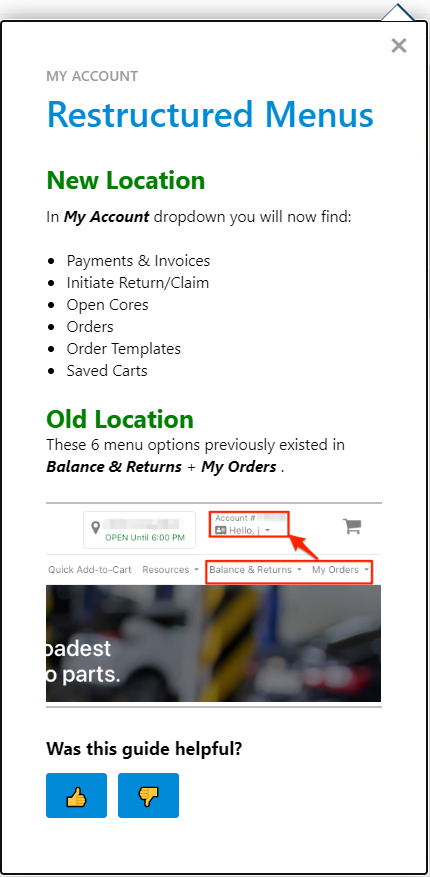 MY ACCOUNT
Restructured Menus
New Location
In My Account dropdown you will now find:
Payments & Invoices
Initiate Return/Claim
Open Cores
Orders
Order Templates
Saved Carts
Old Location
These 6 menu options previously existed in
Balance & Returns + My Orders .
Account #
OPEN Until 6:00 PM
Hello, j
Quick Add-to-Cart Resources Balance & Returns My Orders
oadest
o parts.
Was this guide helpful?